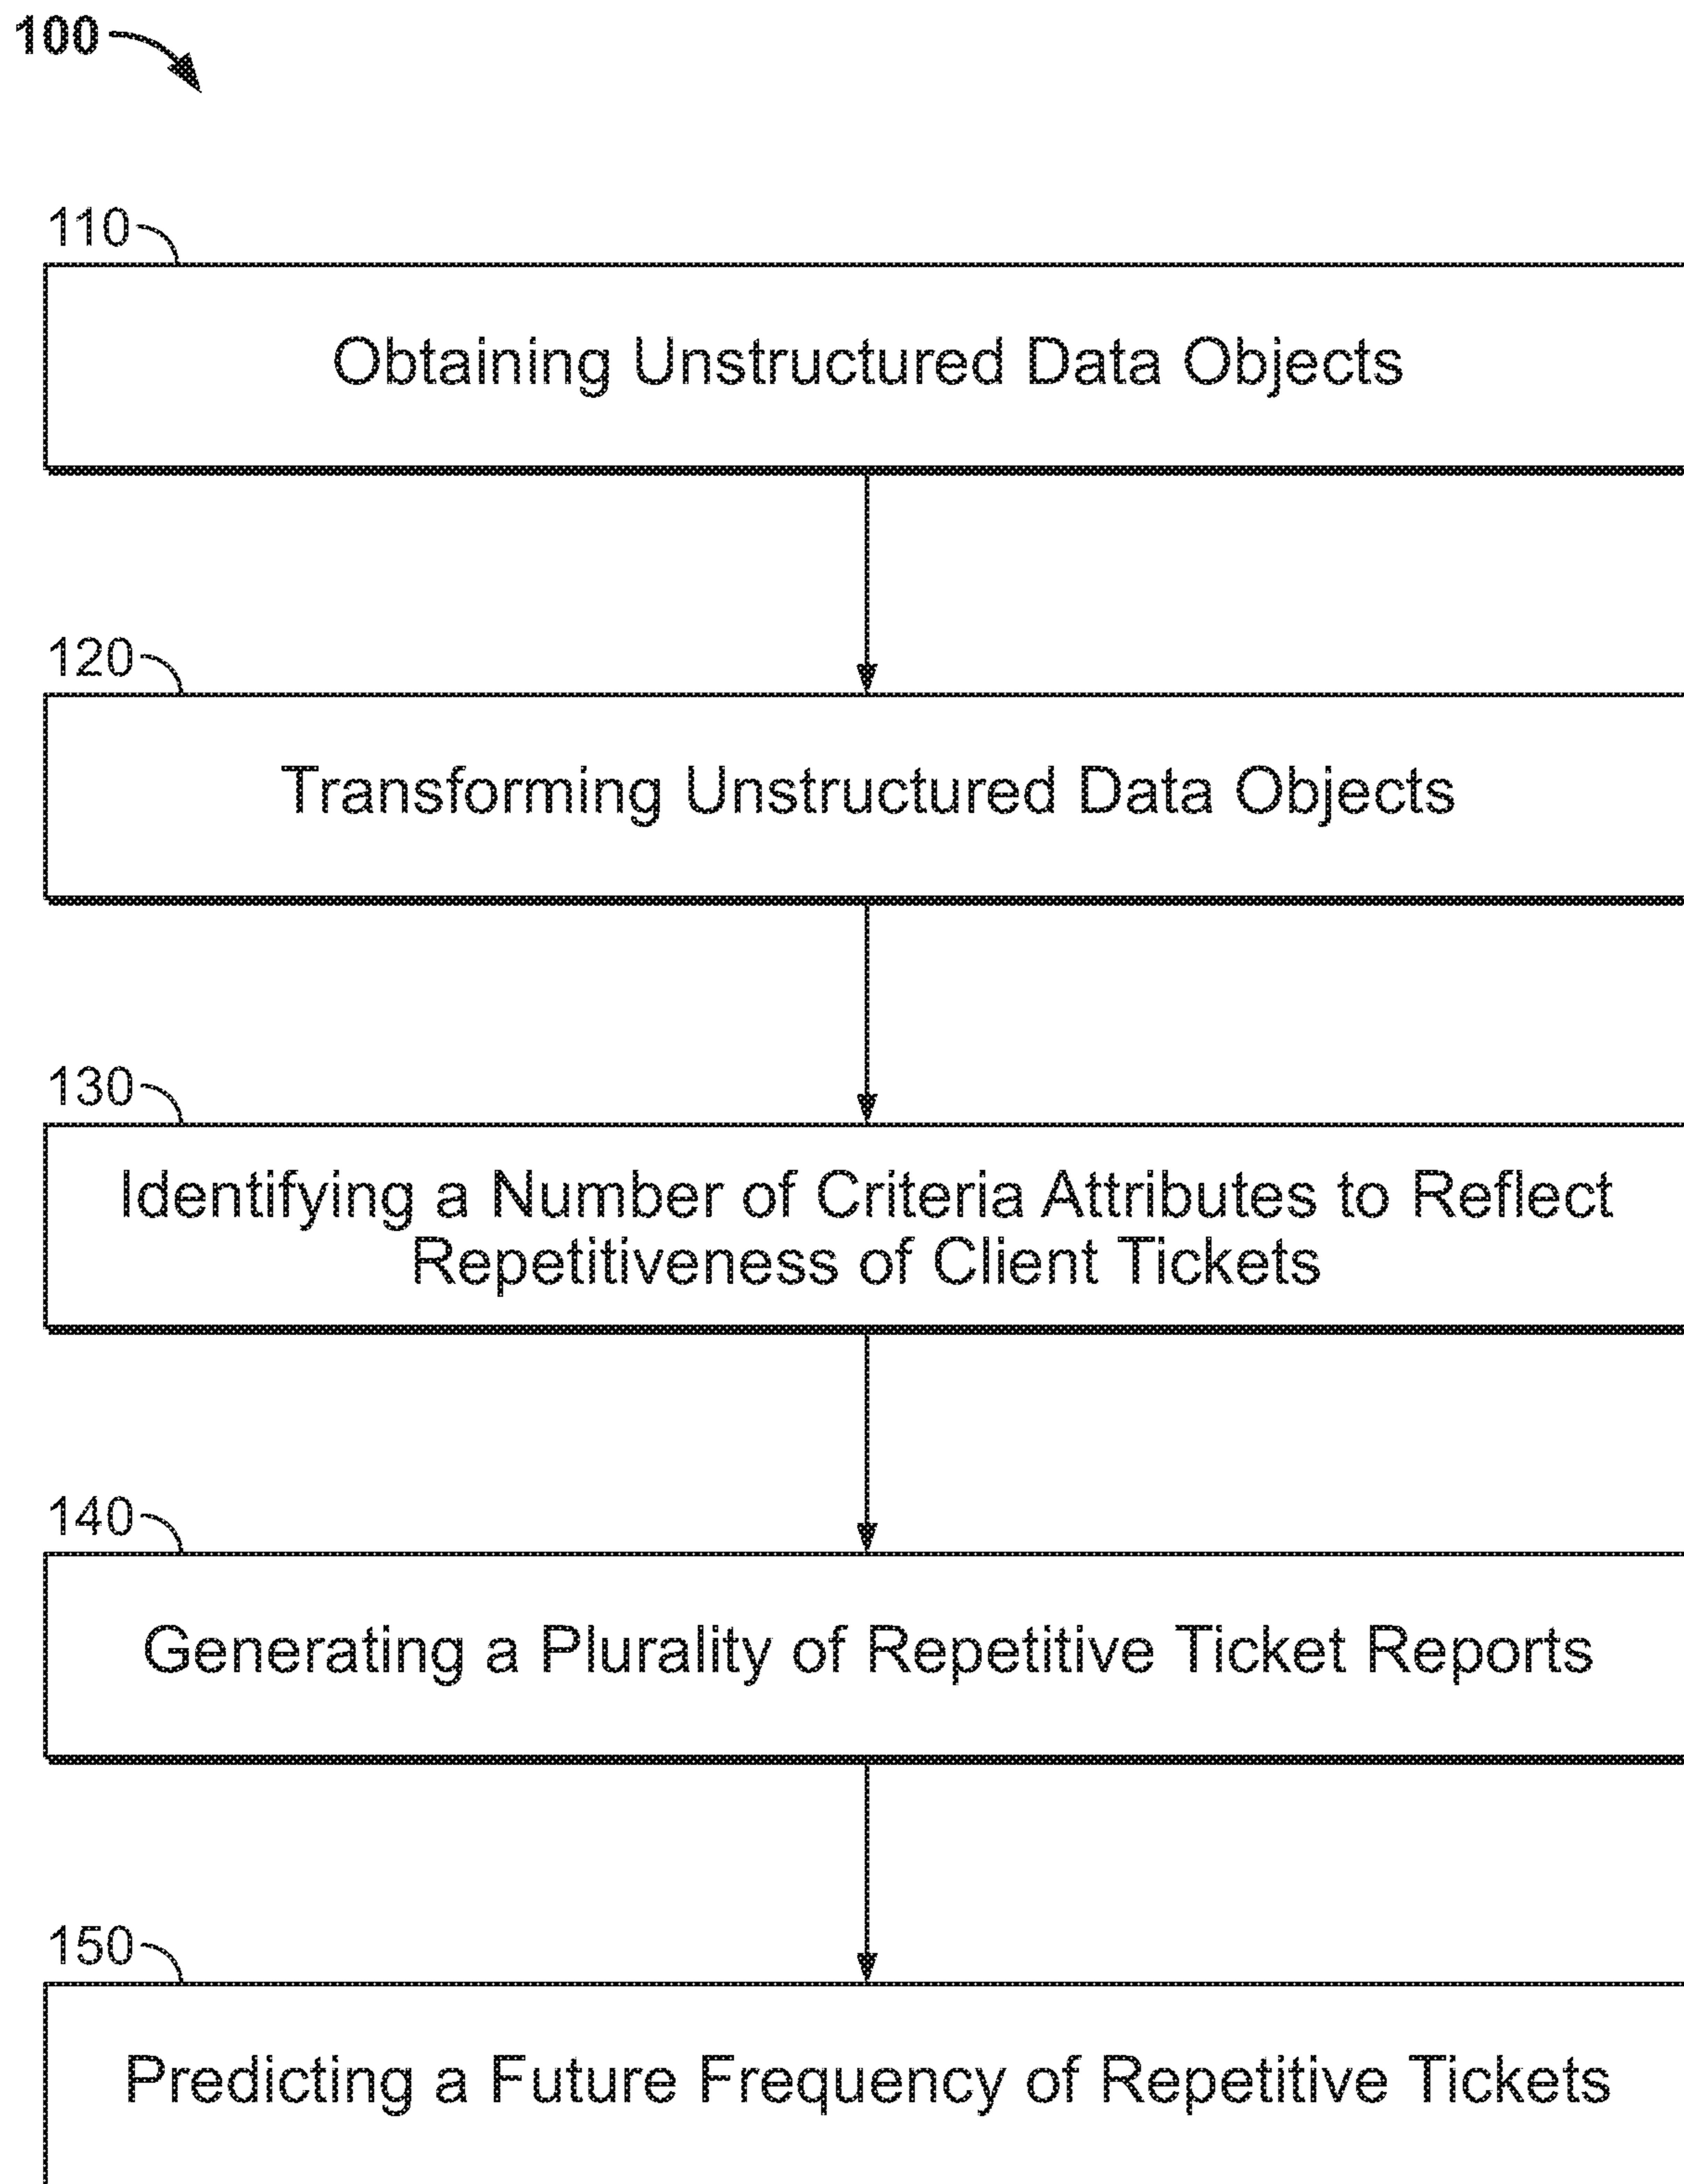 100
110
Obtaining Unstructured Data Objects
120
Transforming Unstructured Data Objects
130
Identifying a Number of Criteria Attributes to Reflect
Repetitiveness of Client Tickets
140
Generating a Plurality of Repetitive Ticket Reports
150
Predicting a Future Frequency of Repetitive Tickets